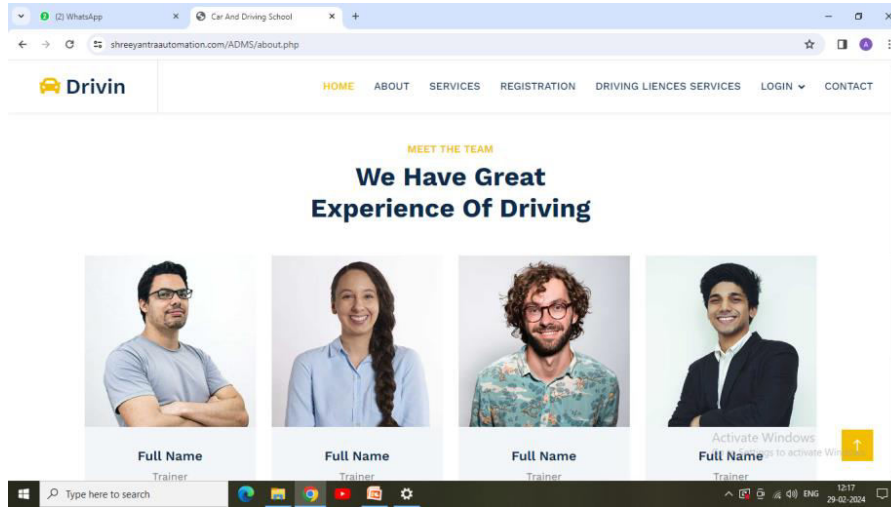 (2) WhatsApp
Car And Driving School
shreeyantraautomation.com/ADMS/about.php
A
Drivin
HOME ABOUT SERVICES REGISTRATION DRIVING LIENCES SERVICES LOGIN CONTACT
MEET THE TEAM
We Have Great
Experience Of Driving
Full Name Full Name Full Name Full Name
Trainer Trainer Trainer Trainer
Activate Windows
to activate
Type here to search
ENG
12:17
29-02-2024